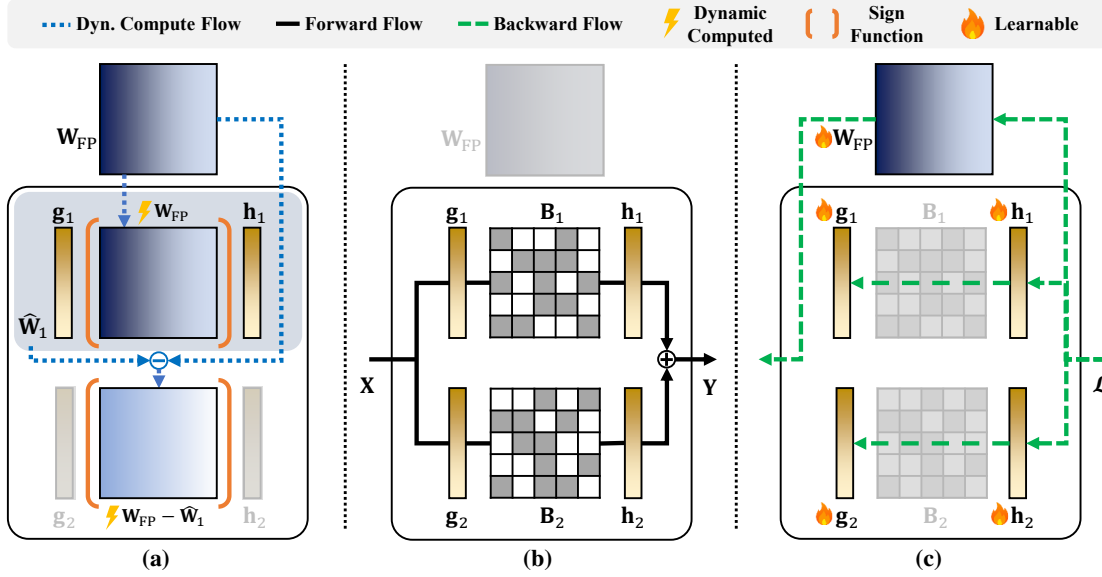 Dyn. Compute Flow Forward Flow Backward Flow Dynamic Computed Sign Function Learnable
W_FP
g_1 W_FP h_1
Ŵ_1
g_2 W_FP − Ŵ_1 h_2
(a)
W_FP
g_1 B_1 h_1
X Y
g_2 B_2 h_2
(b)
W_FP
g_1 B_1 h_1
ℒ
g_2 B_2 h_2
(c)